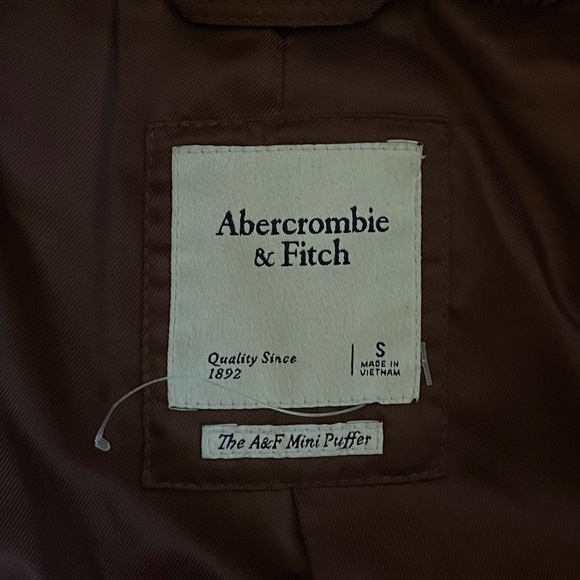 Abercrombie
& Fitch
Quality Since
1892
S
MADE IN
VIETNAM
The A&F Mini Puffer